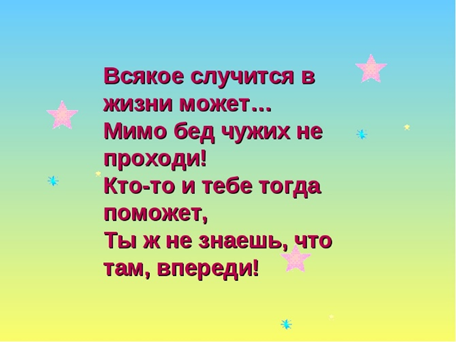 Всякое случится в
жизни может…
Мимо бед чужих не
проходи!
Кто-то и тебе тогда
поможет,
Ты ж не знаешь, что
там, впереди!